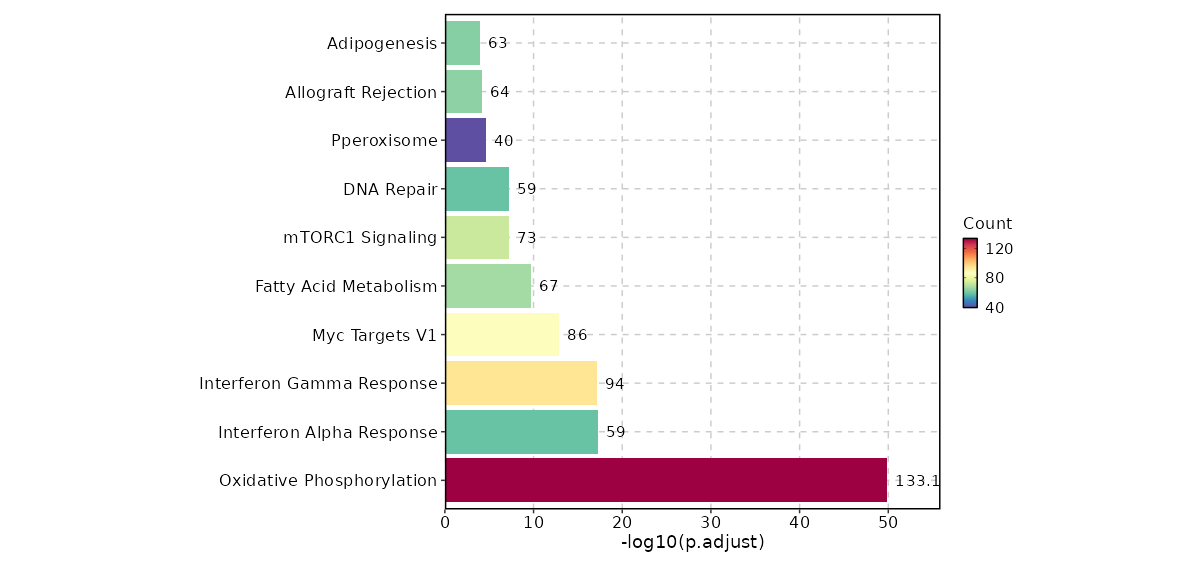 Adipogenesis 63
Allograft Rejection 64
Pperoxisome 40
DNA Repair 59
mTORC1 Signaling 73
Fatty Acid Metabolism 67
Myc Targets V1 86
Interferon Gamma Response 94
Interferon Alpha Response 59
Oxidative Phosphorylation 133.1
0 10 20 30 40 50
-log10(p.adjust)
Count
120
80
40